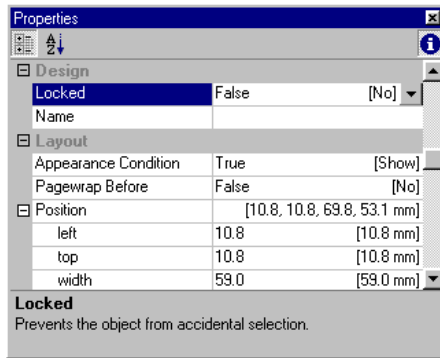 Properties
Design
Locked False [No]
Name
Layout
Appearance Condition True [Show]
Pagewrap Before False [No]
Position [10.8, 10.8, 69.8, 53.1 mm]
left 10.8 [10.8 mm]
top 10.8 [10.8 mm]
width 59.0 [59.0 mm]
Locked
Prevents the object from accidental selection.